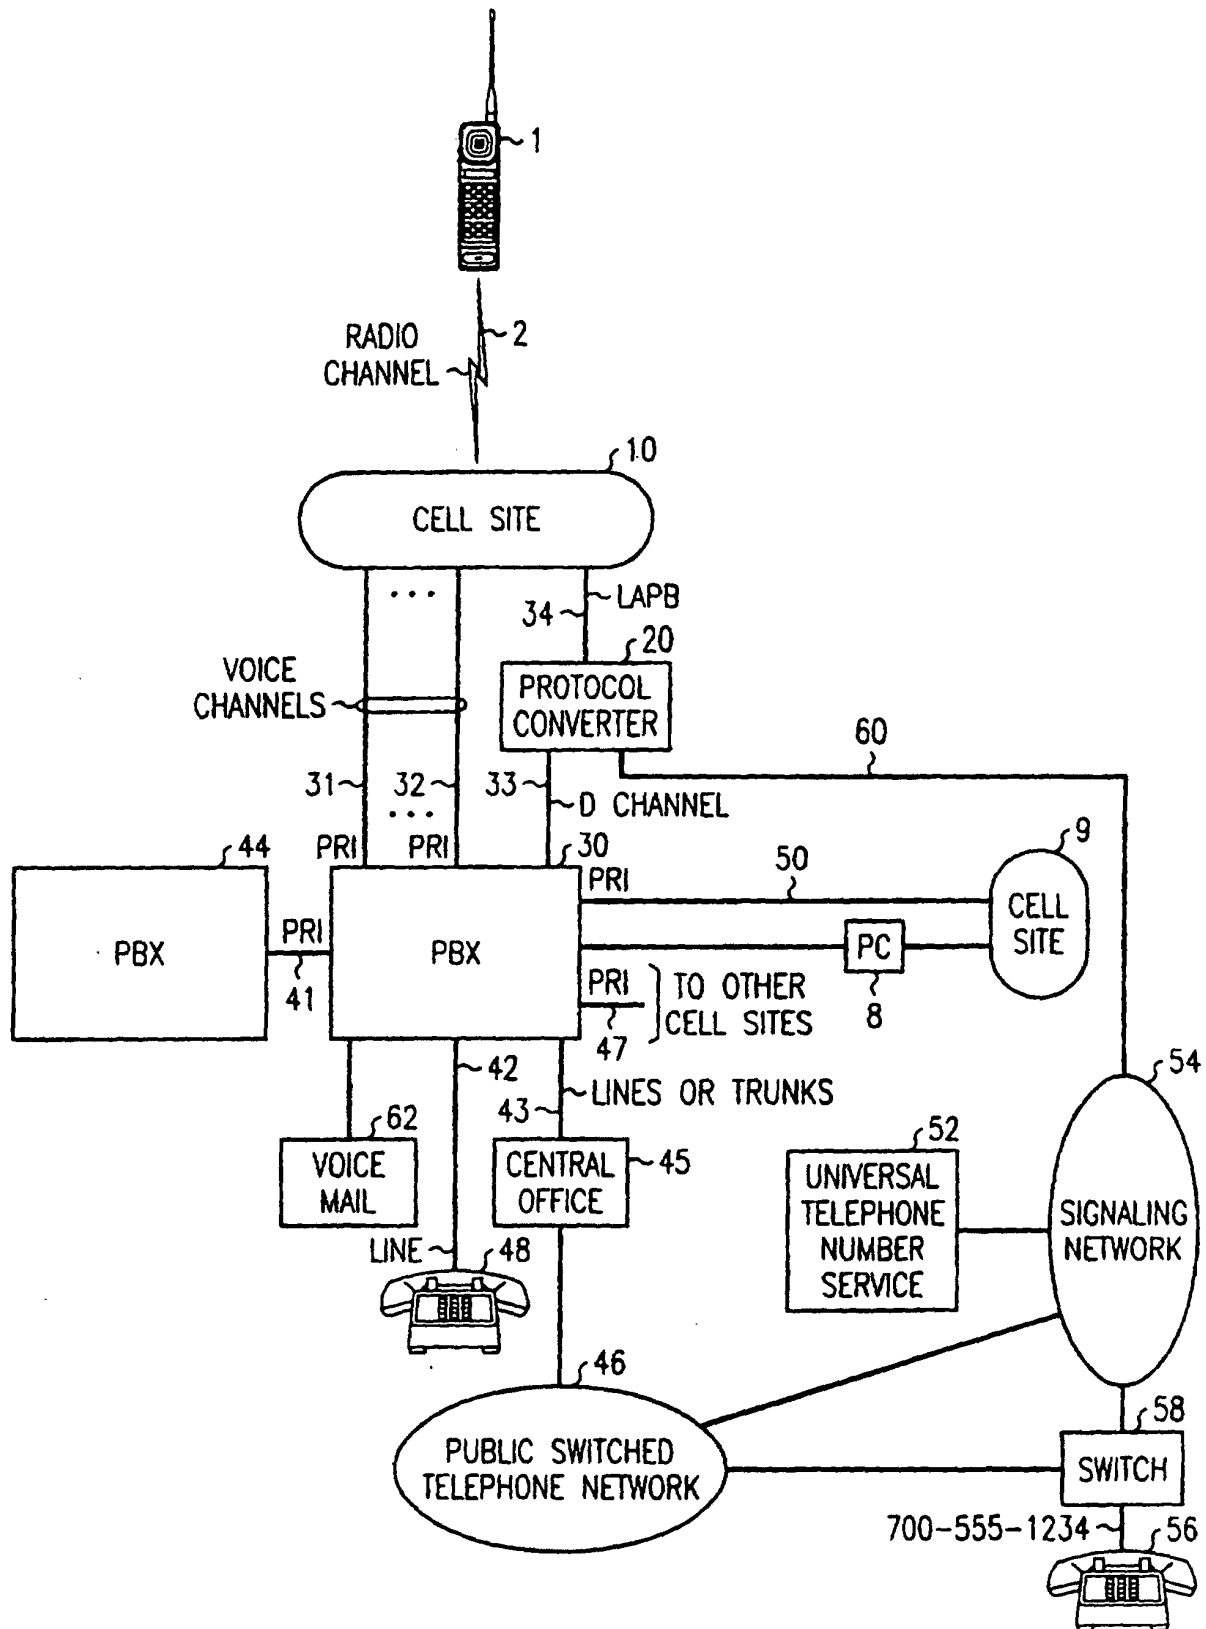 1
2
RADIO
CHANNEL
10
CELL SITE
...
34
LAPB
20
VOICE
CHANNELS
PROTOCOL
CONVERTER
60
31
32
33
D CHANNEL
...
44
PRI
PRI
30
9
PRI
50
CELL
SITE
PBX
PRI
41
PBX
PC
8
PRI
47
TO OTHER
CELL SITES
42
LINES OR TRUNKS
43
54
62
VOICE
MAIL
CENTRAL
OFFICE
45
52
UNIVERSAL
TELEPHONE
NUMBER
SERVICE
SIGNALING
NETWORK
LINE
48
46
PUBLIC SWITCHED
TELEPHONE NETWORK
58
SWITCH
700-555-1234
56